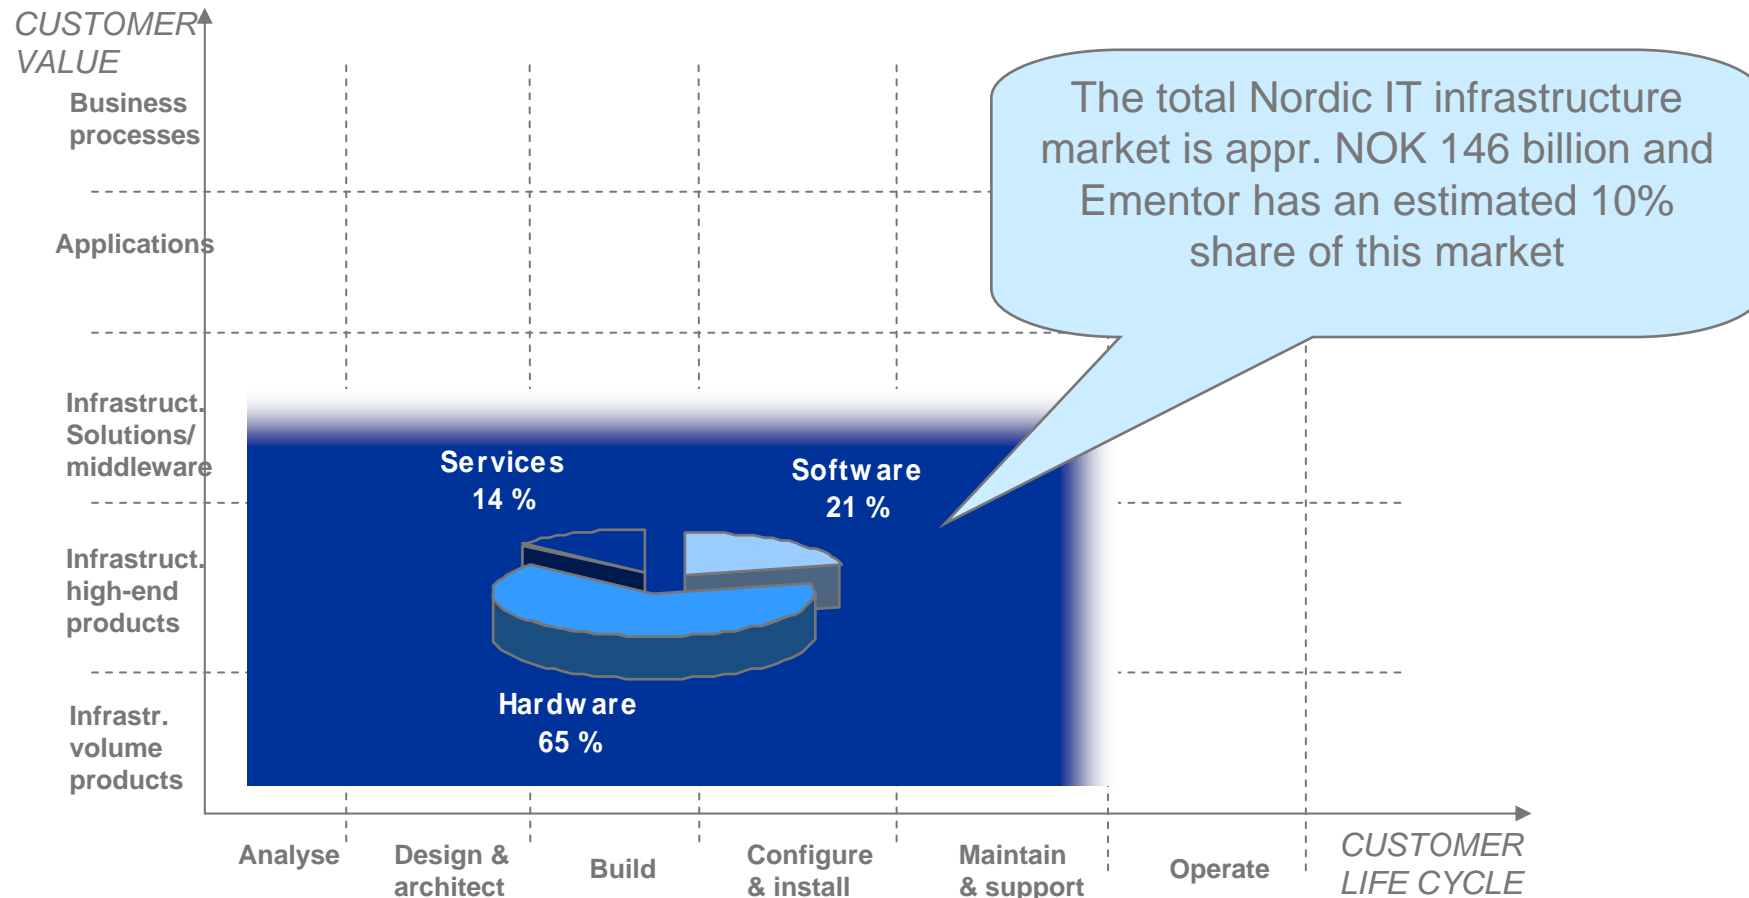 CUSTOMER
VALUE
Business
processes
Applications
Infrastruct.
Solutions/
middleware
Infrastruct.
high-end
products
Infrastr.
volume
products
The total Nordic IT infrastructure
market is appr. NOK 146 billion and
Ementor has an estimated 10%
share of this market
Services
14 %
Software
21 %
Hardware
65 %
Analyse
Design &
architect
Build
Configure
& install
Maintain
& support
Operate
CUSTOMER
LIFE CYCLE